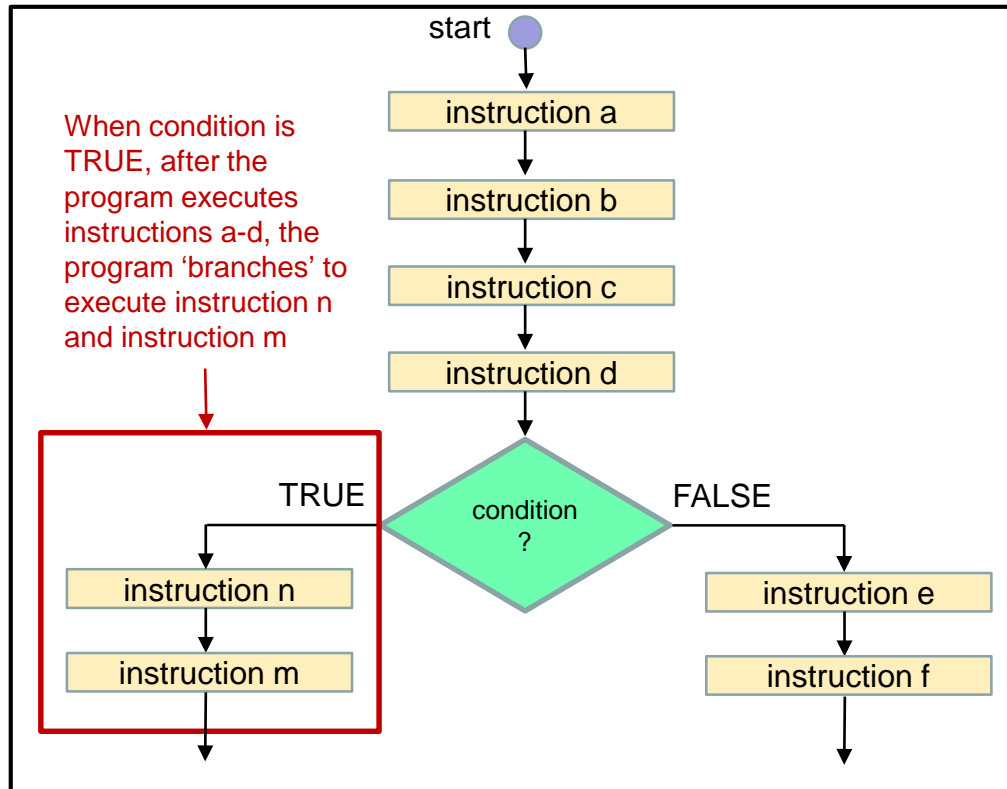 start
instruction a
When condition is
TRUE, after the
program executes
instructions a-d, the
program ‘branches’ to
execute instruction n
and instruction m
instruction b
instruction c
instruction d
TRUE
condition
?
FALSE
instruction n
instruction m
instruction e
instruction f